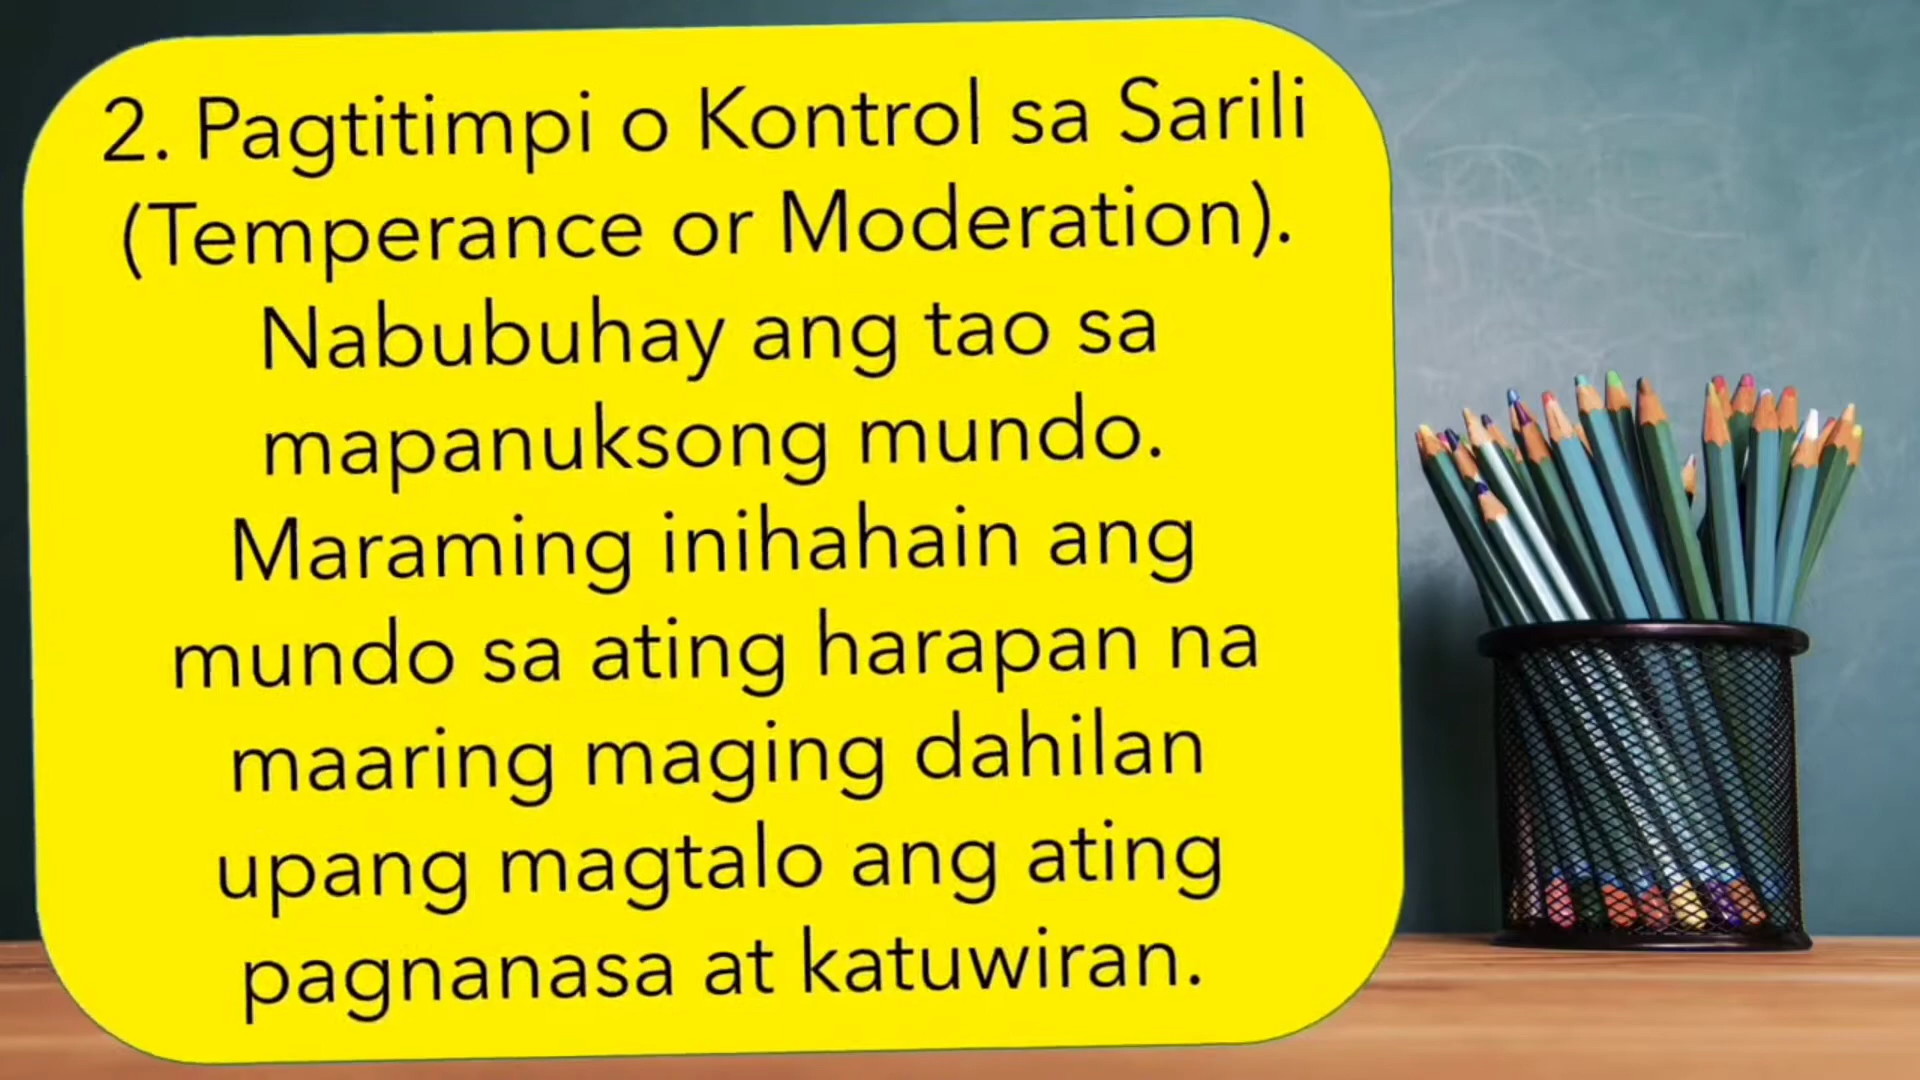 2. Pagtitimpi o Kontrol sa Sarili
(Temperance or Moderation).
Nabubuhay ang tao sa
mapanuksong mundo.
Maraming inihahain ang
mundo sa ating harapan na
maaring maging dahilan
upang magtalo ang ating
pagnanasa at katuwiran.